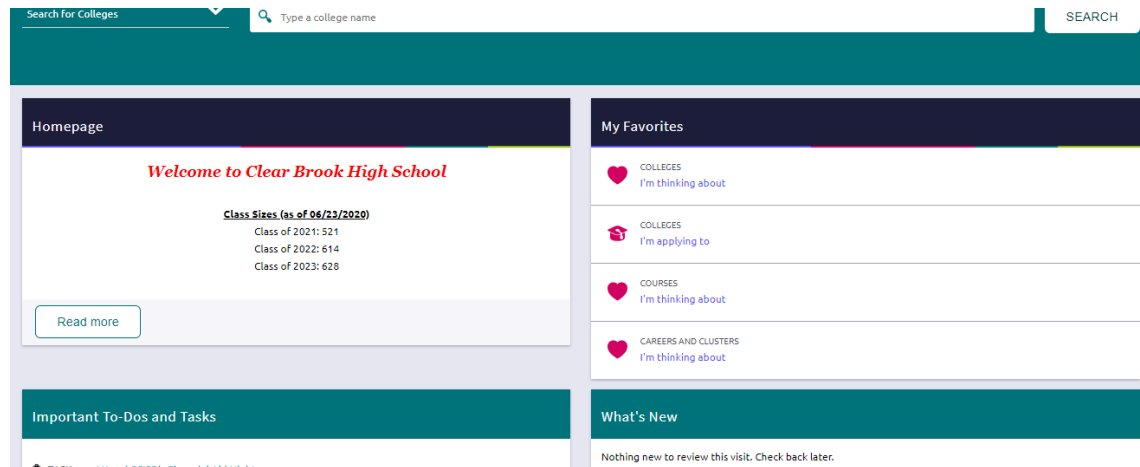 Search for Colleges
Type a college name
SEARCH
Homepage
Welcome to Clear Brook High School
Class Sizes (as of 06/23/2020)
Class of 2021: 521
Class of 2022: 614
Class of 2023: 628
Read more
My Favorites
COLLEGES
I'm thinking about
COLLEGES
I'm applying to
COURSES
I'm thinking about
CAREERS AND CLUSTERS
I'm thinking about
Important To-Dos and Tasks
What's New
Nothing new to review this visit. Check back later.